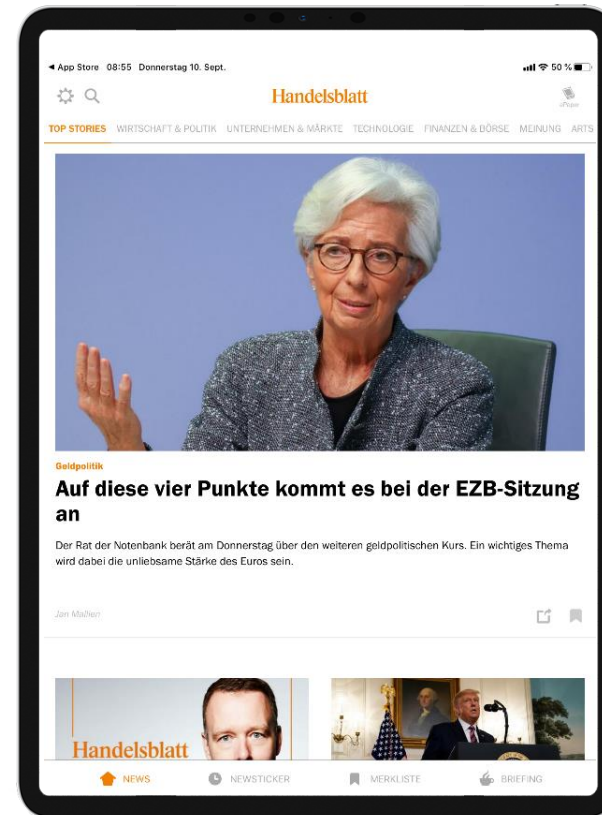 ◄ App Store 08:55 Donnerstag 10. Sept. 50 %
Handelsblatt
ePaper
TOP STORIES WIRTSCHAFT & POLITIK UNTERNEHMEN & MÄRKTE TECHNOLOGIE FINANZEN & BÖRSE MEINUNG ARTS
Geldpolitik
Auf diese vier Punkte kommt es bei der EZB-Sitzung
an
Der Rat der Notenbank berät am Donnerstag über den weiteren geldpolitischen Kurs. Ein wichtiges Thema
wird dabei die unliebsame Stärke des Euros sein.
Jan Mallien
Handelsblatt
NEWS NEWSTICKER MERKLISTE BRIEFING